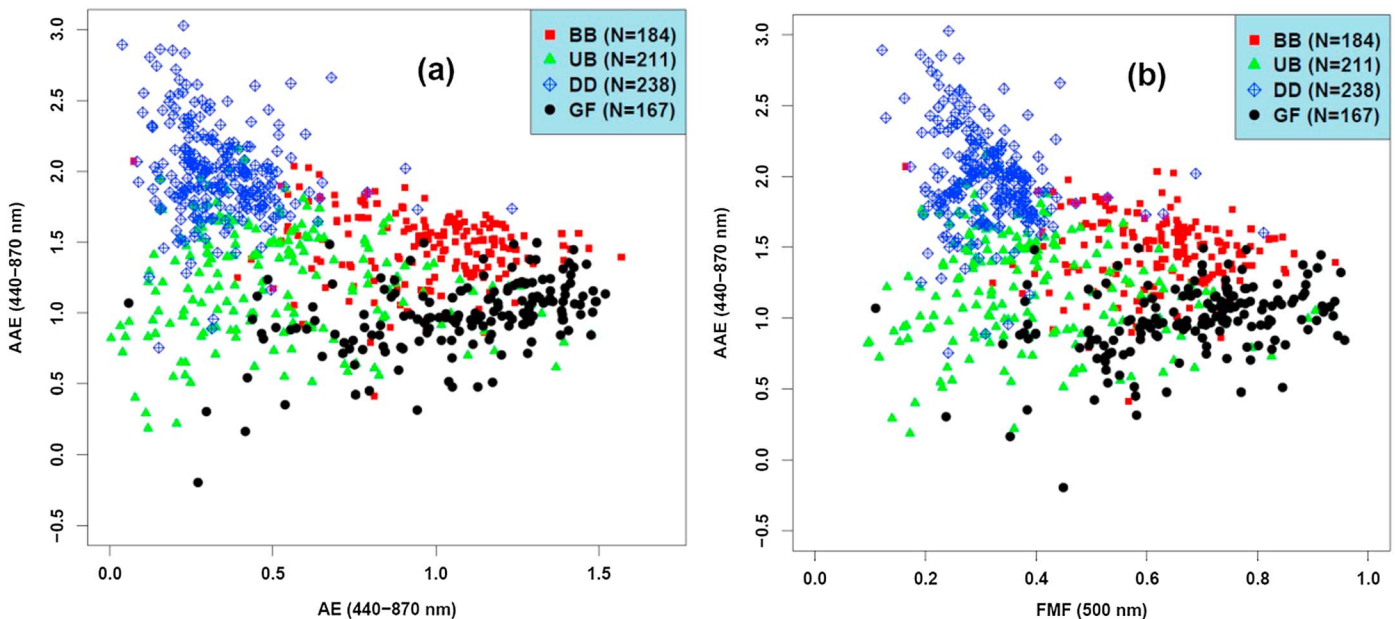 (a)
BB (N=184)
UB (N=211)
DD (N=238)
GF (N=167)
AAE (440−870 nm)
3.0
2.5
2.0
1.5
1.0
0.5
0.0
−0.5
0.0
0.5
1.0
1.5
AE (440−870 nm)
(b)
BB (N=184)
UB (N=211)
DD (N=238)
GF (N=167)
AAE (440−870 nm)
3.0
2.5
2.0
1.5
1.0
0.5
0.0
−0.5
0.0
0.2
0.4
0.6
0.8
1.0
FMF (500 nm)